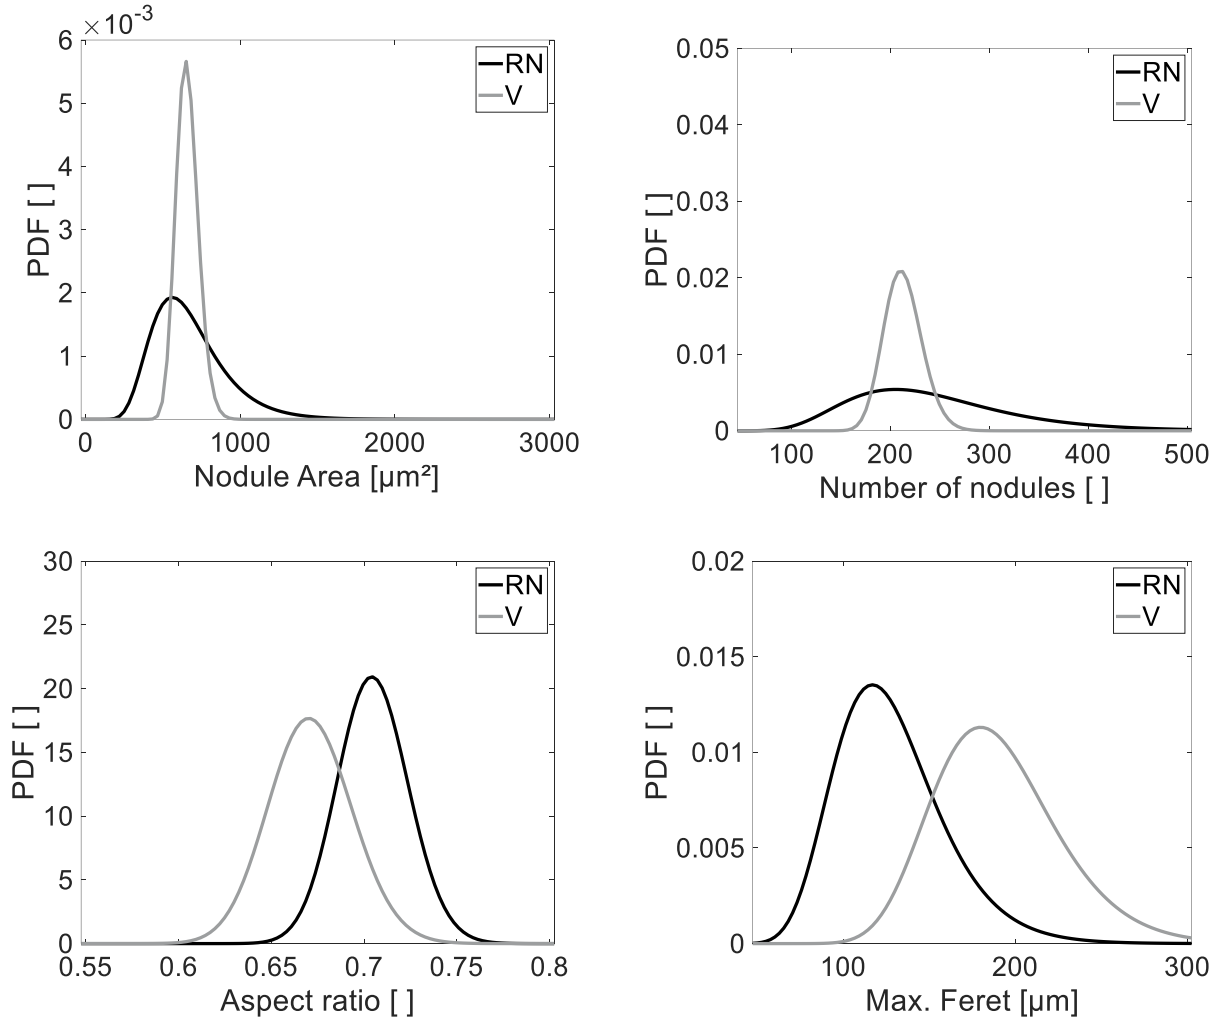 ×10-3
6
5
4
3
2
1
0
PDF [ ]
RN
V
0 1000 2000 3000
Nodule Area [µm²]
0.05
0.04
0.03
0.02
0.01
0
PDF [ ]
RN
V
100 200 300 400 500
Number of nodules [ ]
30
25
20
15
10
5
0
PDF [ ]
RN
V
0.55 0.6 0.65 0.7 0.75 0.8
Aspect ratio [ ]
0.02
0.015
0.01
0.005
0
PDF [ ]
RN
V
100 200 300
Max. Feret [µm]